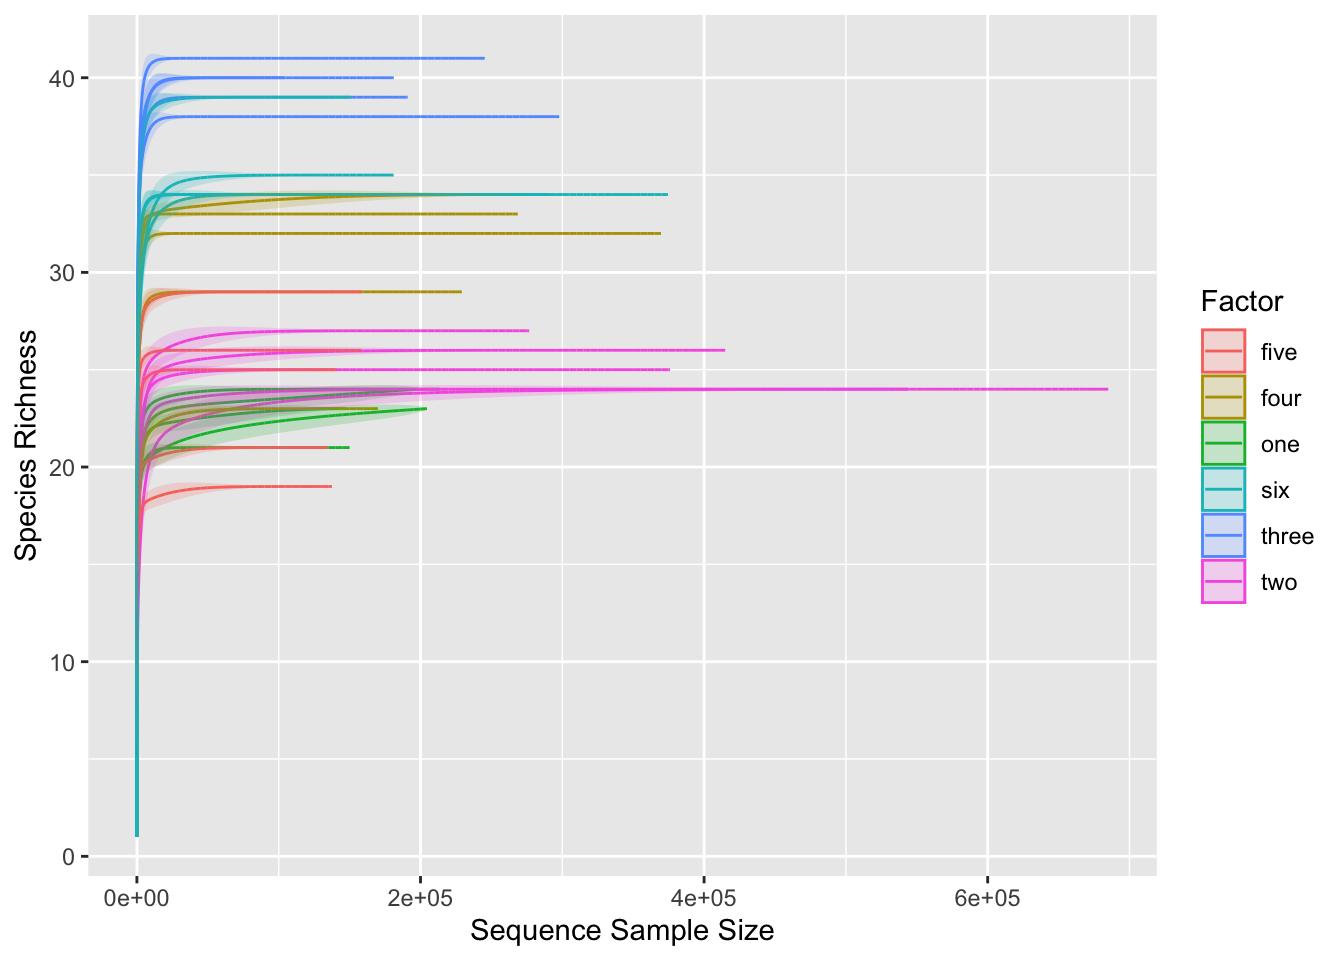 Species Richness
40
30
20
10
0
0e+00
2e+05
4e+05
6e+05
Sequence Sample Size
Factor
five
four
one
six
three
two